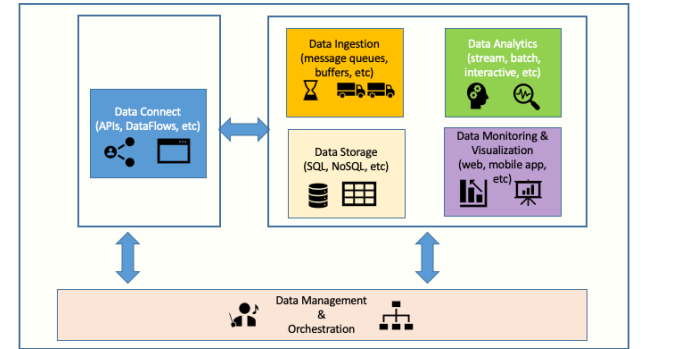 Data Connect
(APIs, DataFlows, etc)
Data Ingestion
(message queues,
buffers, etc)
Data Analytics
(stream, batch,
interactive, etc)
Data Storage
(SQL, NoSQL, etc)
Data Monitoring &
Visualization
(web, mobile app,
etc)
Data Management
&
Orchestration